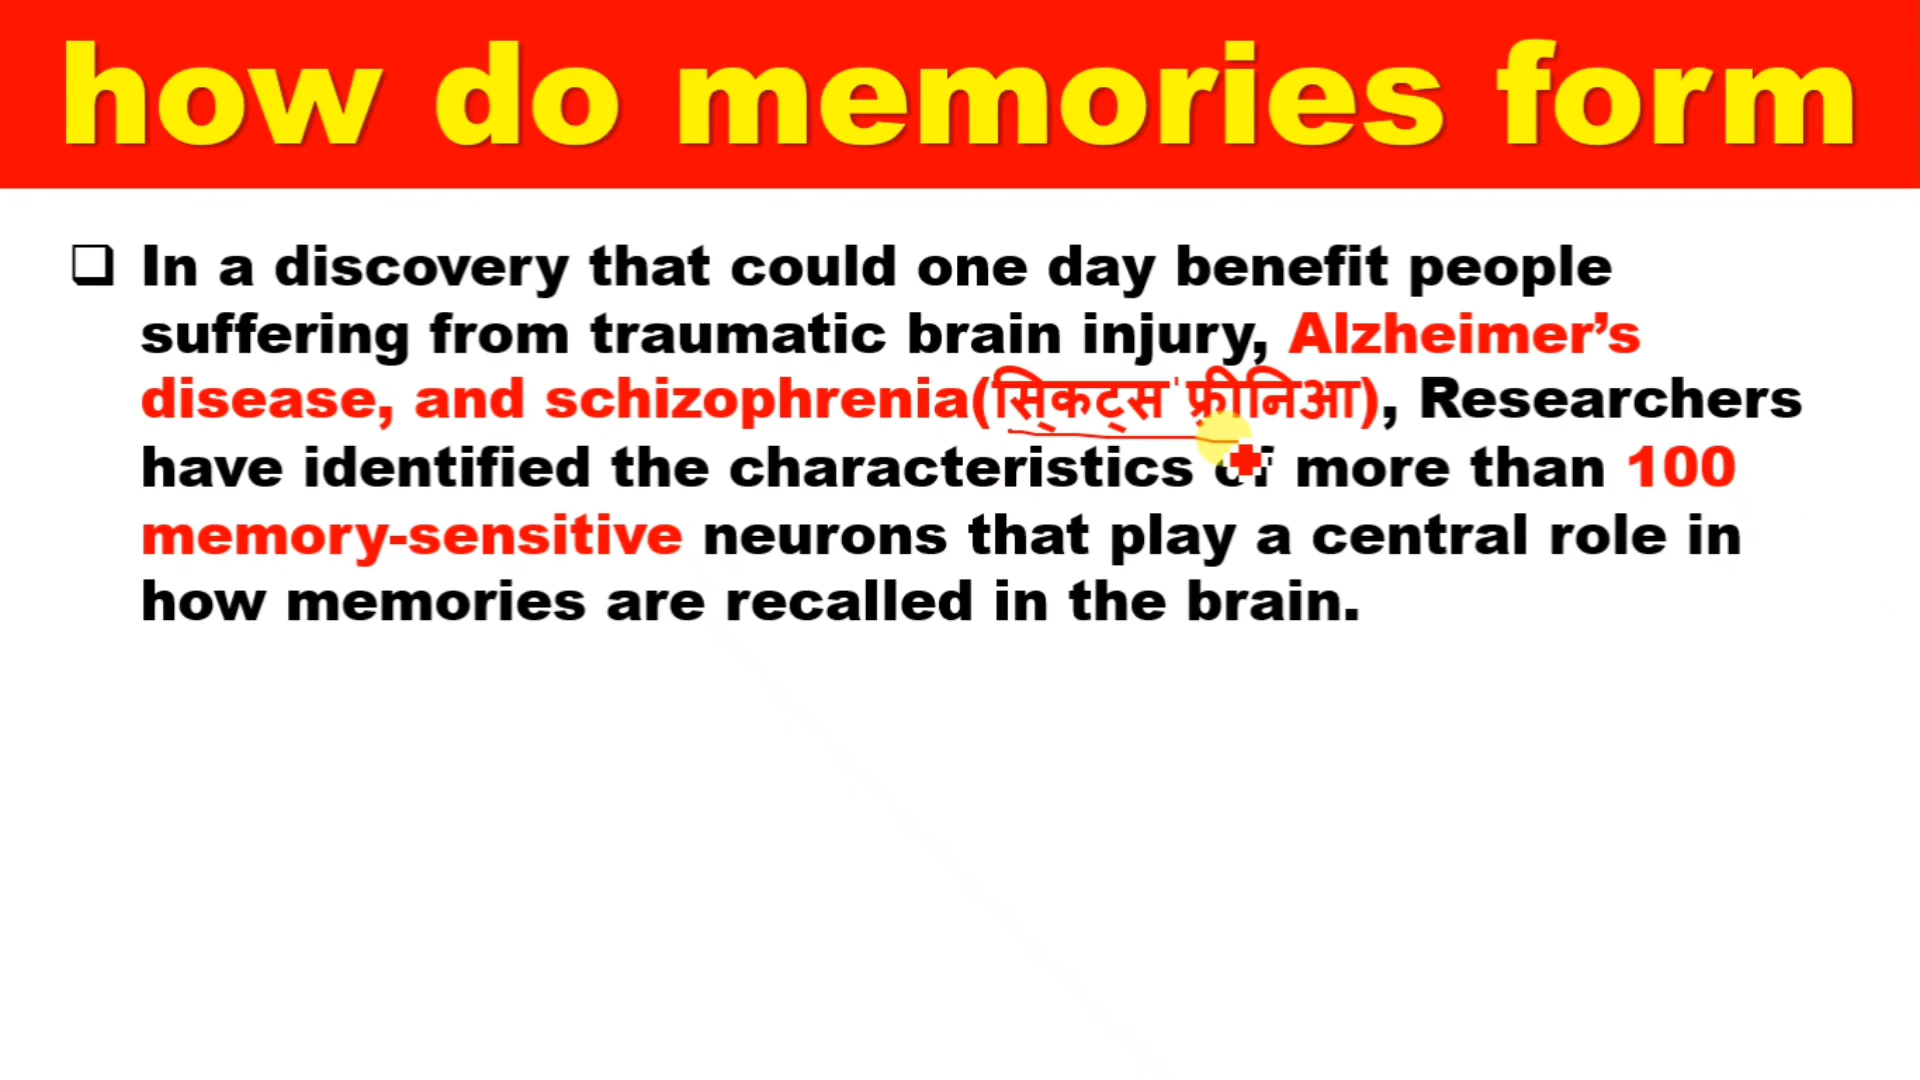 how do memories form
In a discovery that could one day benefit people
suffering from traumatic brain injury, Alzheimer’s
disease, and schizophrenia(सि्कट्स 'फ़्रीनिआ), Researchers
have identified the characteristics of more than 100
memory-sensitive neurons that play a central role in
how memories are recalled in the brain.